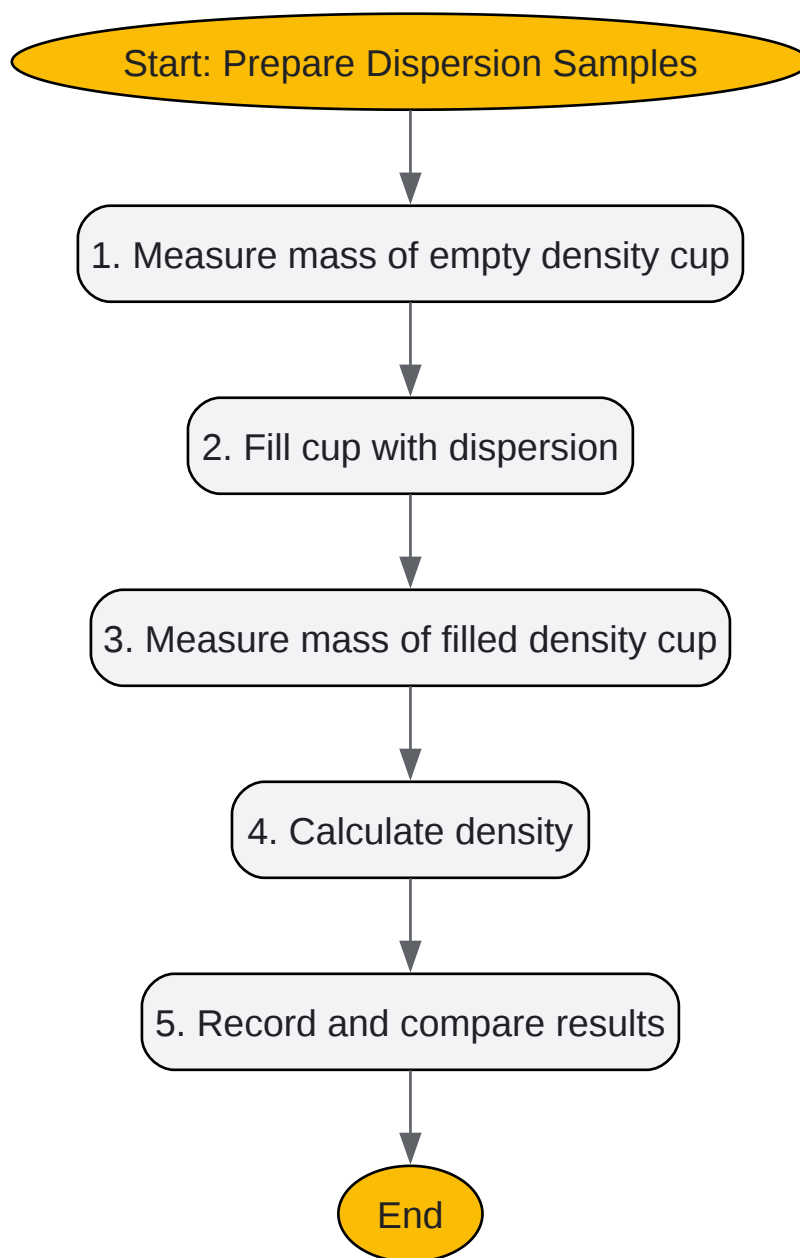 Start: Prepare Dispersion Samples
1. Measure mass of empty density cup
2. Fill cup with dispersion
3. Measure mass of filled density cup
4. Calculate density
5. Record and compare results
End